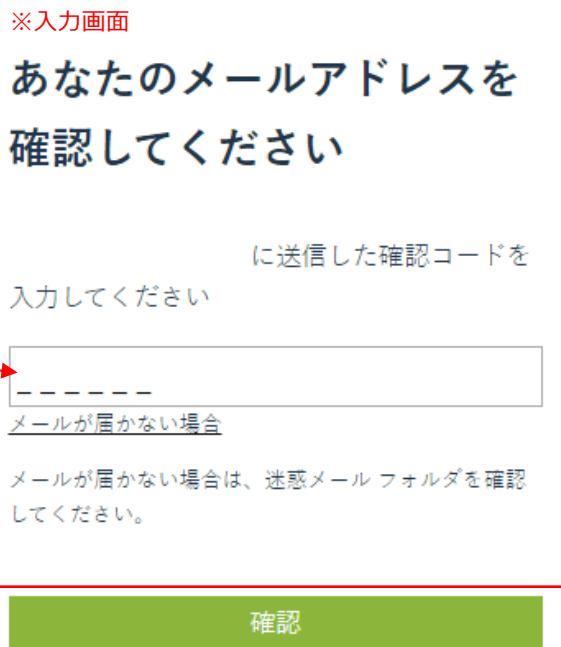 ※入力画面
あなたのメールアドレスを
確認してください
に送信した確認コードを
入力してください
_ _ _ _ _ _
メールが届かない場合
メールが届かない場合は、迷惑メール フォルダを確認
してください。
確認